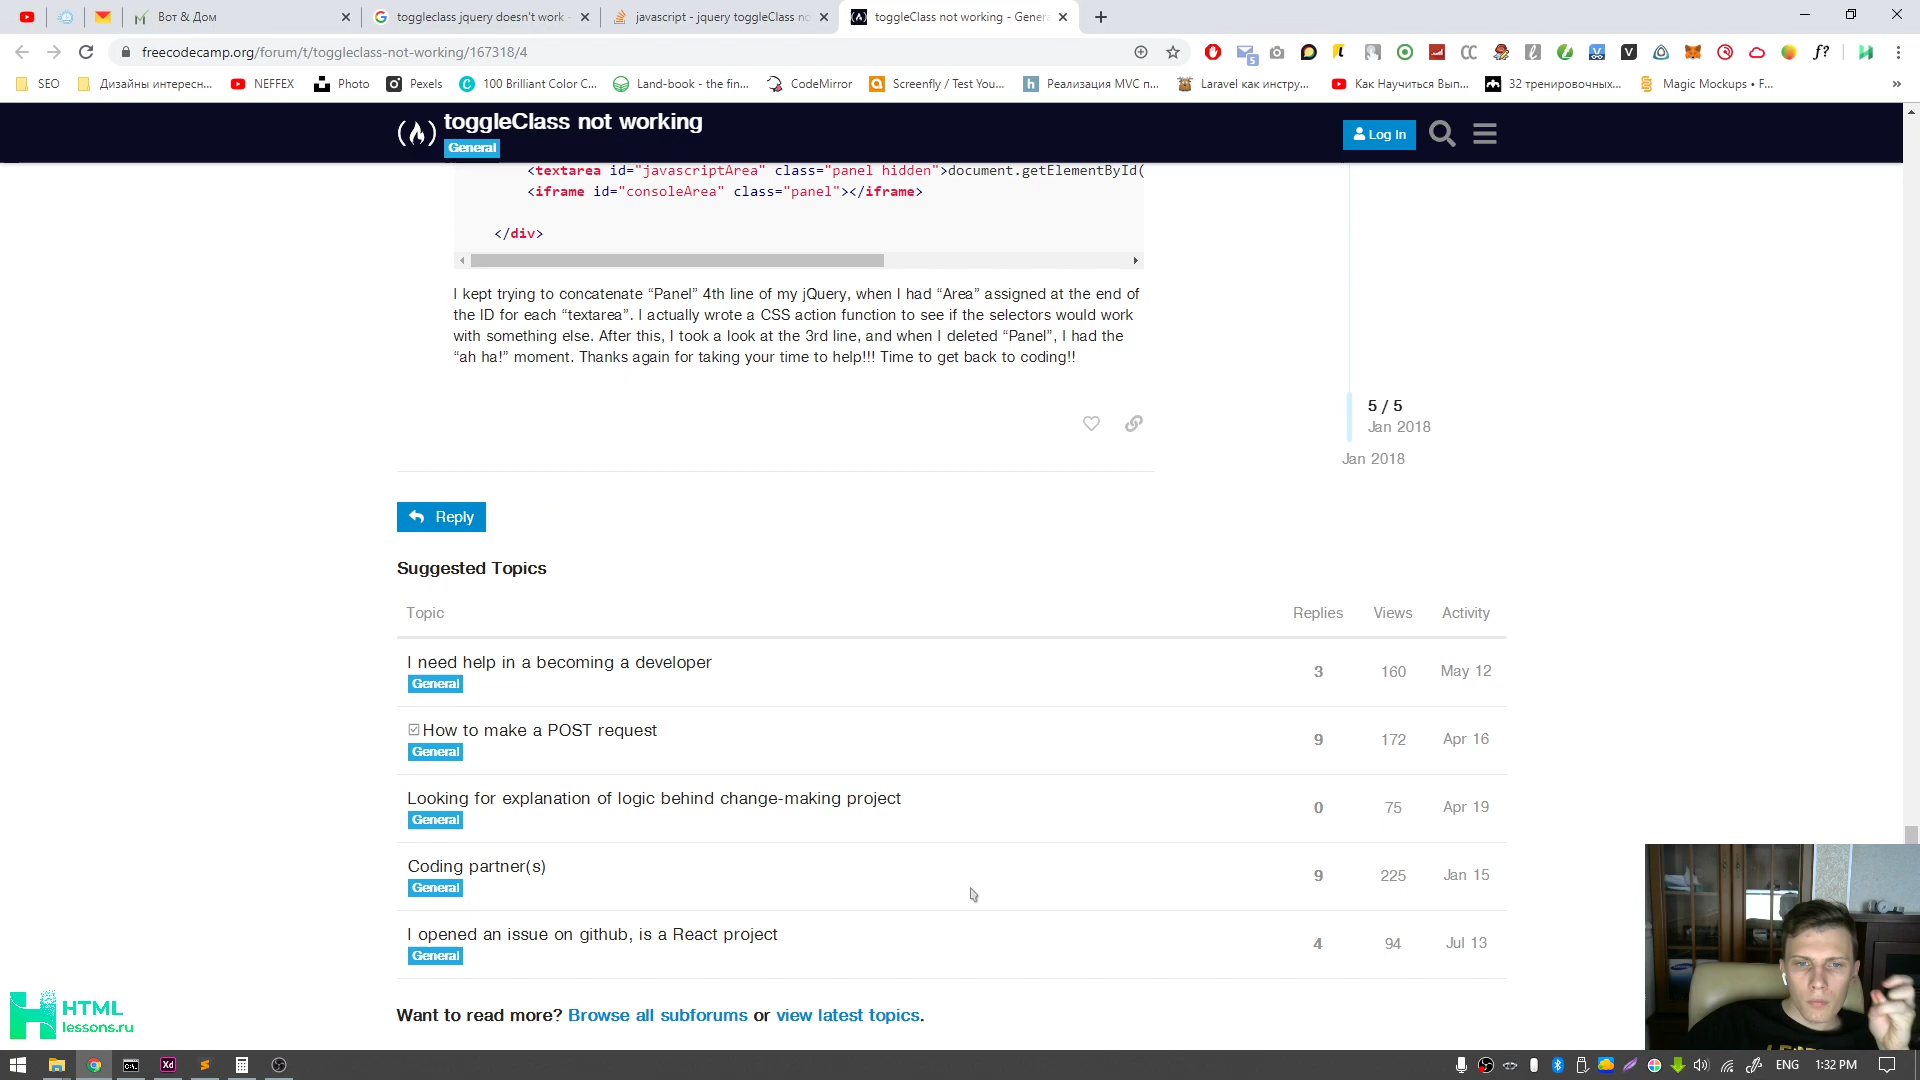 Вот & Дом
toggleclass jquery doesn't work
javascript - jquery toggleClass no
toggleClass not working - Genera
freecodecamp.org/forum/t/toggleclass-not-working/167318/4
SEO
Дизайны интересн...
NEFFEX
Photo
Pexels
100 Brilliant Color C...
Land-book - the fin...
CodeMirror
Screenfly / Test You...
Реализация MVC п...
Laravel как инстру...
Как Научиться Вып...
32 тренировочных...
Magic Mockups • F...
toggleClass not working
General
Log In
<textarea id="javascriptArea" class="panel hidden">document.getElementById(
<iframe id="consoleArea" class="panel"></iframe>
</div>
I kept trying to concatenate “Panel” 4th line of my jQuery, when I had “Area” assigned at the end of
the ID for each “textarea”. I actually wrote a CSS action function to see if the selectors would work
with something else. After this, I took a look at the 3rd line, and when I deleted “Panel”, I had the
“ah ha!” moment. Thanks again for taking your time to help!!! Time to get back to coding!!
5 / 5
Jan 2018
Jan 2018
Reply
Suggested Topics
Topic Replies Views Activity
I need help in a becoming a developer 3 160 May 12
General
How to make a POST request 9 172 Apr 16
General
Looking for explanation of logic behind change-making project 0 75 Apr 19
General
Coding partner(s) 9 225 Jan 15
General
I opened an issue on github, is a React project 4 94 Jul 13
General
Want to read more? Browse all subforums or view latest topics.
HTML
lessons.ru
Xd
ENG 1:32 PM